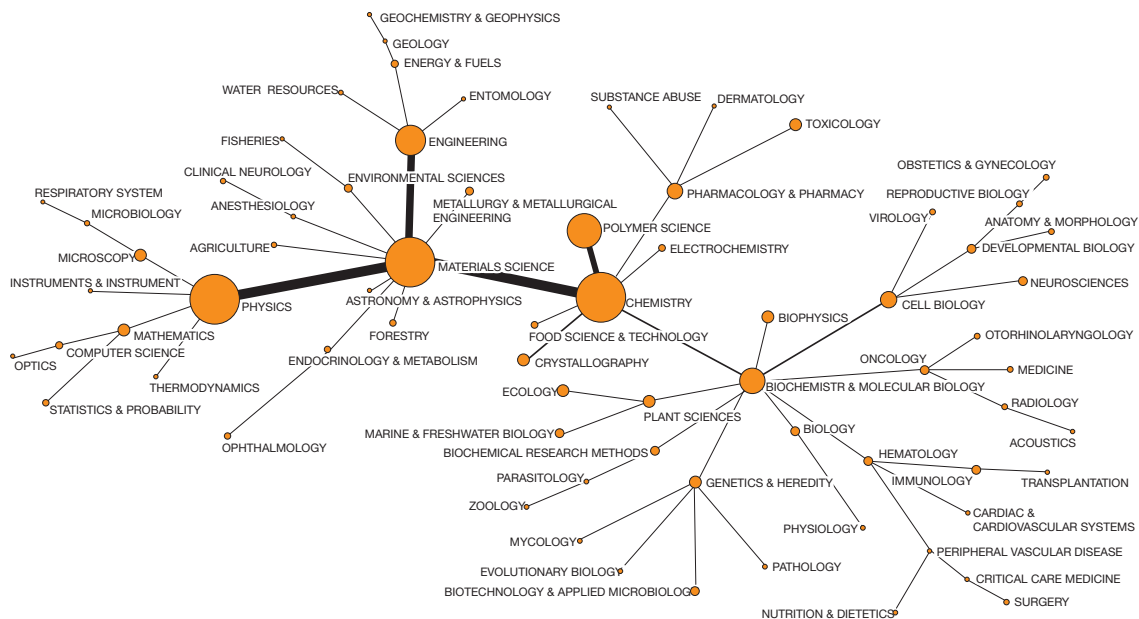 GEOCHEMISTRY & GEOPHYSICS
GEOLOGY
ENERGY & FUELS
WATER RESOURCES
ENTOMOLOGY
SUBSTANCE ABUSE
DERMATOLOGY
TOXICOLOGY
FISHERIES
ENGINEERING
OBSTETICS & GYNECOLOGY
CLINICAL NEUROLOGY
ENVIRONMENTAL SCIENCES
RESPIRATORY SYSTEM
PHARMACOLOGY & PHARMACY
REPRODUCTIVE BIOLOGY
MICROBIOLOGY
ANESTHESIOLOGY
METALLURGY & METALLURGICAL
ENGINEERING
VIROLOGY
ANATOMY & MORPHOLOGY
POLYMER SCIENCE
AGRICULTURE
ELECTROCHEMISTRY
DEVELOPMENTAL BIOLOGY
MICROSCOPY
MATERIALS SCIENCE
INSTRUMENTS & INSTRUMENT
NEUROSCIENCES
PHYSICS
ASTRONOMY & ASTROPHYSICS
CHEMISTRY
CELL BIOLOGY
BIOPHYSICS
MATHEMATICS
FORESTRY
FOOD SCIENCE & TECHNOLOGY
OTORHINOLARYGOLOGY
COMPUTER SCIENCE
ENDOCRINOLOGY & METABOLISM
CRYSTALLOGRAPHY
ONCOLOGY
OPTICS
MEDICINE
THERMODYNAMICS
BIOCHEMISTR & MOLECULAR BIOLOGY
ECOLOGY
STATISTICS & PROBABILITY
PLANT SCIENCES
RADIOLOGY
MARINE & FRESHWATER BIOLOGY
BIOLOGY
ACOUSTICS
OPHTHALMOLOGY
BIOCHEMICAL RESEARCH METHODS
HEMATOLOGY
PARASITOLOGY
GENETICS & HEREDITY
IMMUNOLOGY
TRANSPLANTATION
ZOOLOGY
CARDIAC &
CARDIOVASCULAR SYSTEMS
PHYSIOLOGY
MYCOLOGY
PERIPHERAL VASCULAR DISEASE
EVOLUTIONARY BIOLOGY
PATHOLOGY
CRITICAL CARE MEDICINE
BIOTECHNOLOGY & APPLIED MICROBIOLOG
SURGERY
NUTRITION & DIETETICS